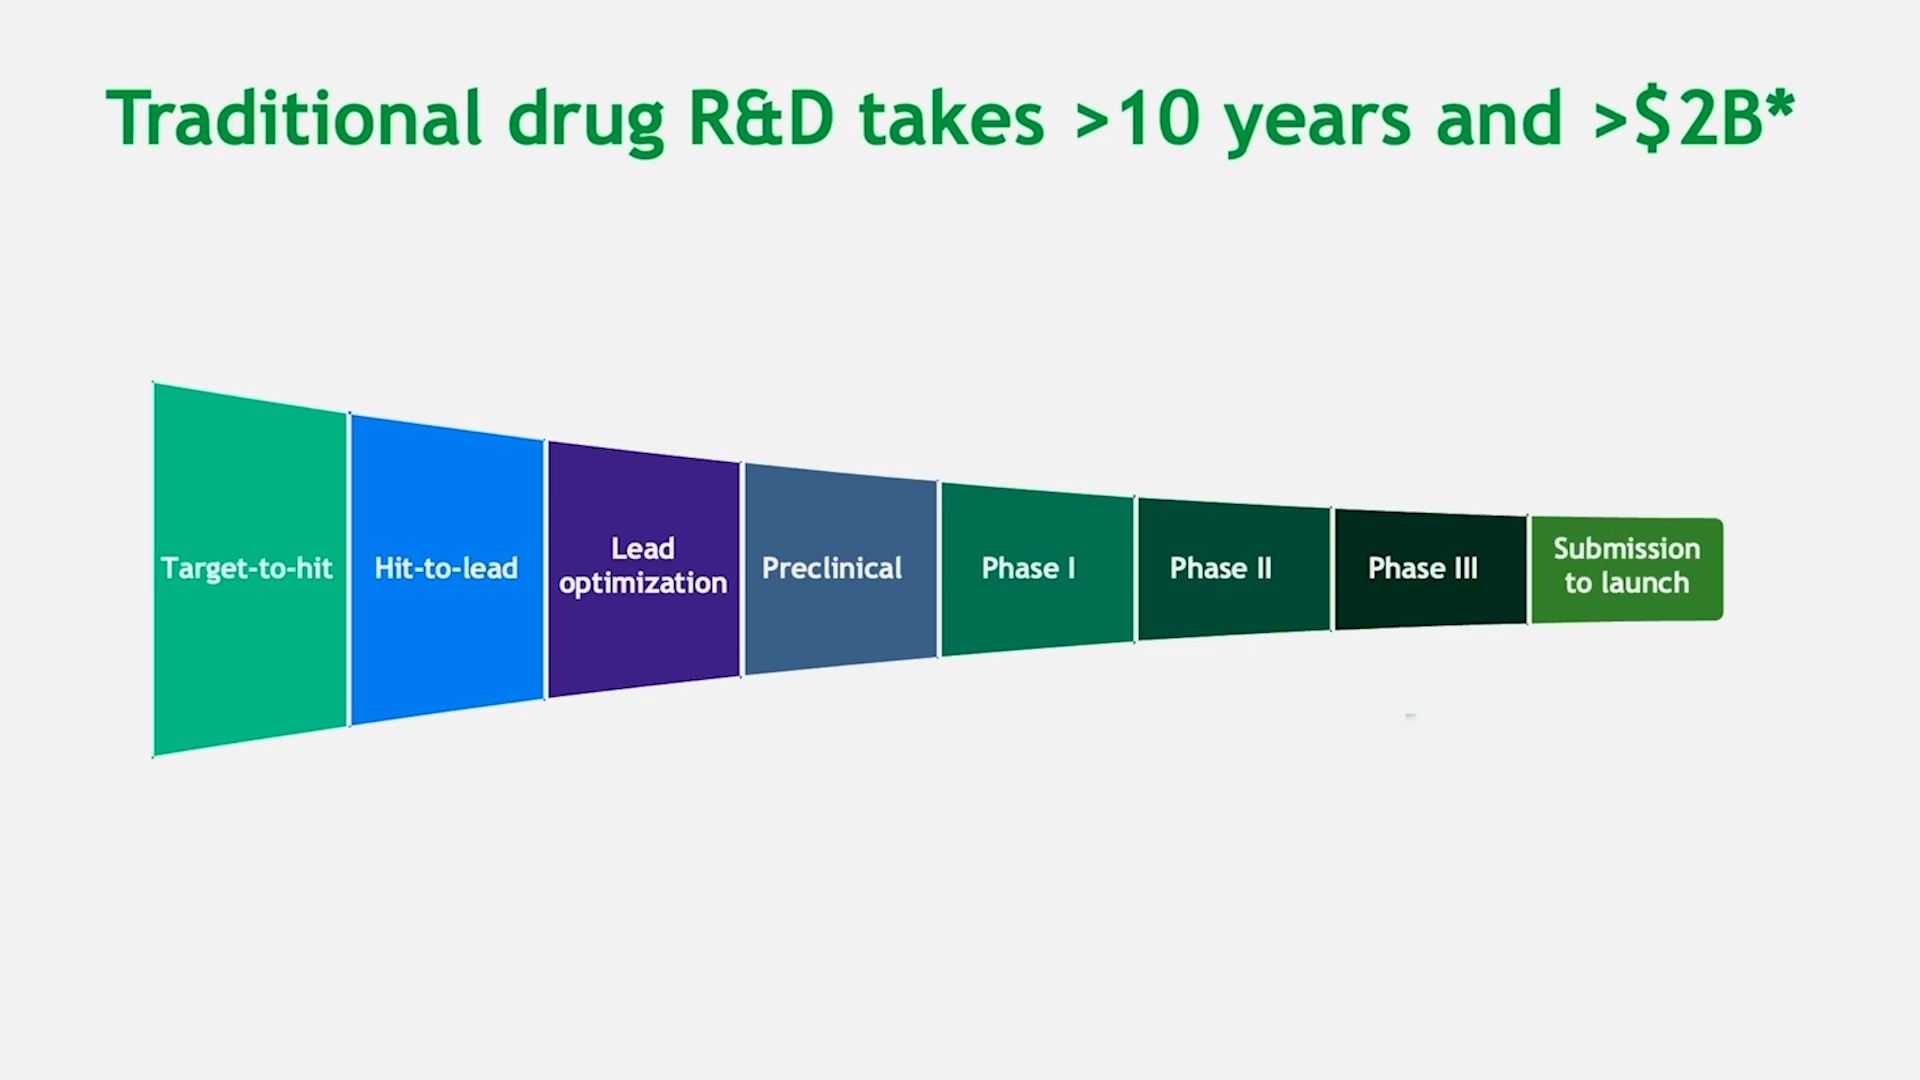 Traditional drug R&D takes >10 years and >$2B*
Target-to-hit
Hit-to-lead
Lead
optimization
Preclinical
Phase I
Phase II
Phase III
Submission
to launch